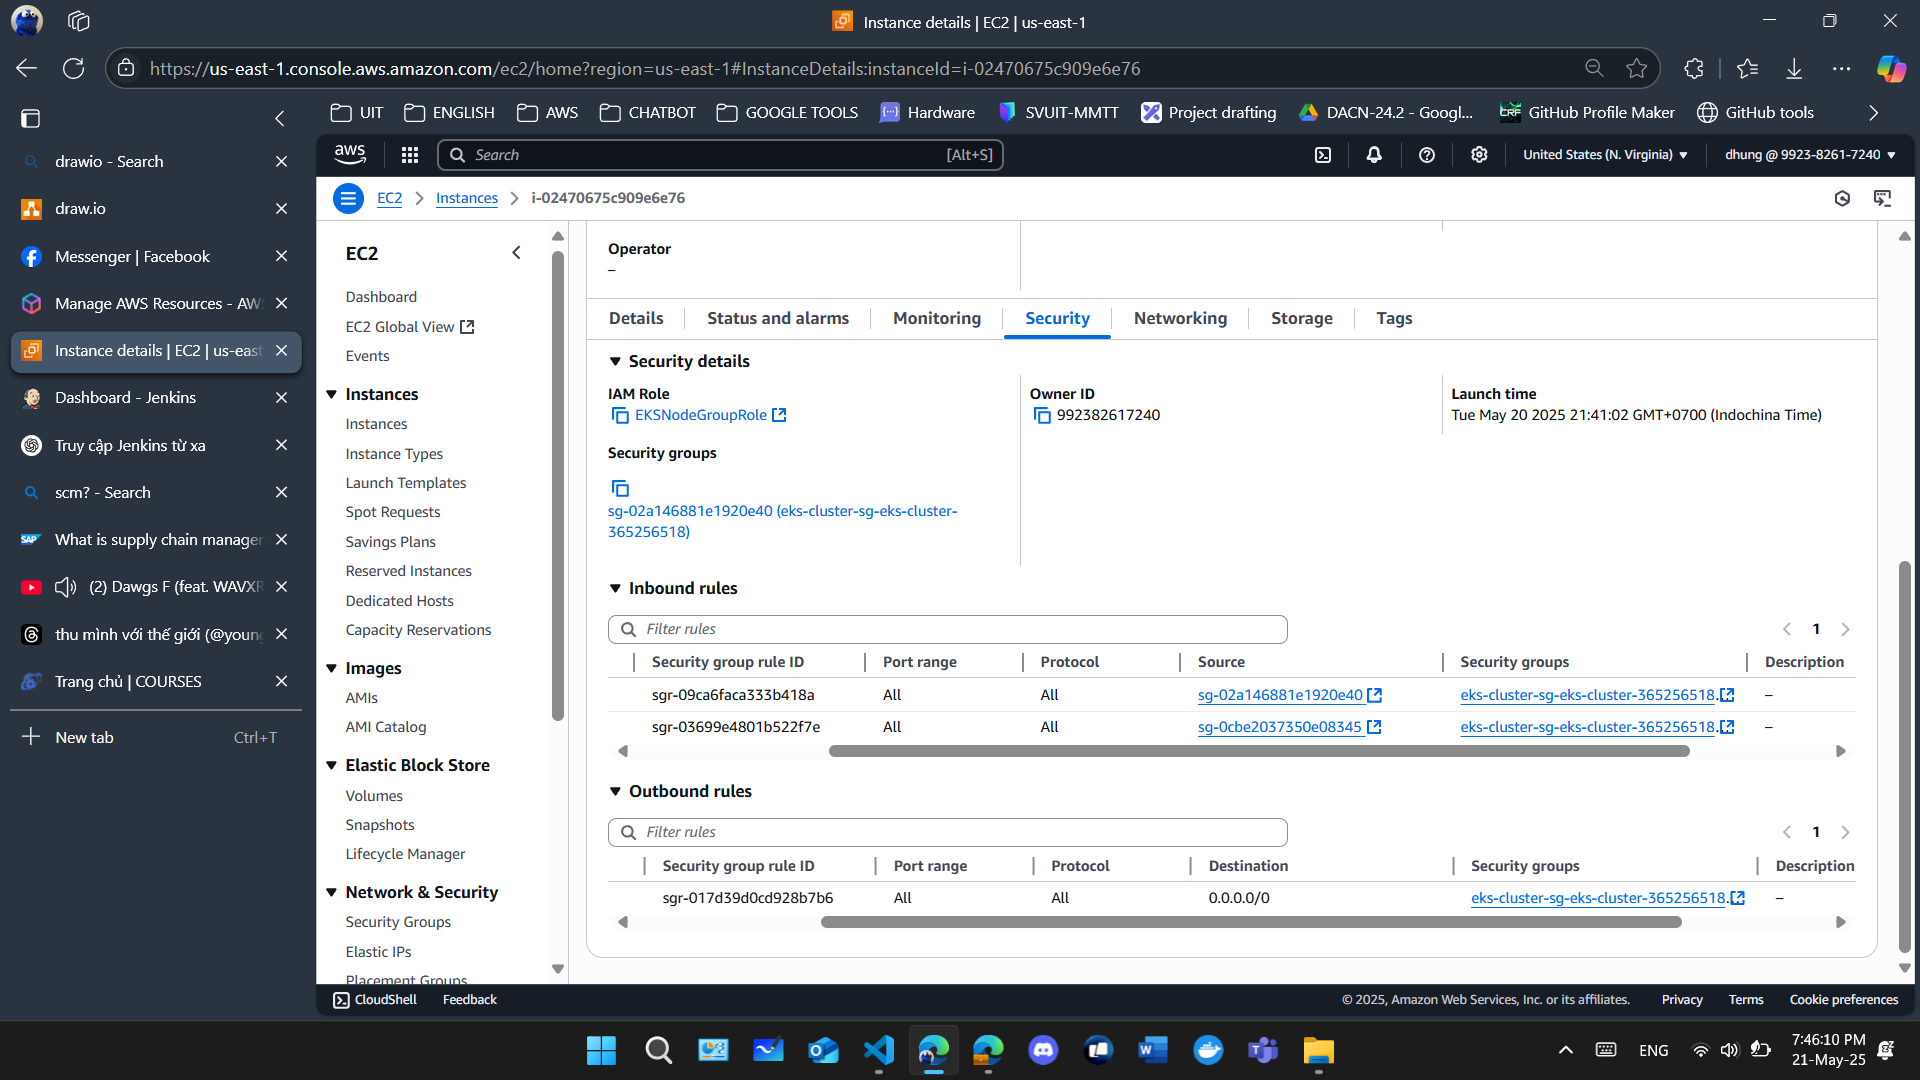 Instance details | EC2 | us-east-1
https://us-east-1.console.aws.amazon.com/ec2/home?region=us-east-1#InstanceDetails:instanceId=i-02470675c909e6e76
UIT
ENGLISH
AWS
CHATBOT
GOOGLE TOOLS
Hardware
SVUIT-MMTT
Project drafting
DACN-24.2 - Googl...
GitHub Profile Maker
GitHub tools
drawio - Search
draw.io
Messenger | Facebook
Manage AWS Resources - AW
Instance details | EC2 | us-east
Dashboard - Jenkins
Truy cập Jenkins từ xa
scm? - Search
What is supply chain manager
(2) Dawgs F (feat. WAVXR
thu mình với thế giới (@young
Trang chủ | COURSES
New tab Ctrl+T
aws
Search [Alt+S]
United States (N. Virginia)
dhung @ 9923-8261-7240
EC2
Instances
i-02470675c909e6e76
EC2
Dashboard
EC2 Global View
Events
Instances
Instances
Instance Types
Launch Templates
Spot Requests
Savings Plans
Reserved Instances
Dedicated Hosts
Capacity Reservations
Images
AMIs
AMI Catalog
Elastic Block Store
Volumes
Snapshots
Lifecycle Manager
Network & Security
Security Groups
Elastic IPs
Placement Groups
Operator
–
Details
Status and alarms
Monitoring
Security
Networking
Storage
Tags
Security details
IAM Role
EKSNodeGroupRole
Owner ID
992382617240
Launch time
Tue May 20 2025 21:41:02 GMT+0700 (Indochina Time)
Security groups
sg-02a146881e1920e40 (eks-cluster-sg-eks-cluster-
365256518)
Inbound rules
Filter rules
1
Security group rule ID Port range Protocol Source Security groups Description
sgr-09ca6faca333b418a All All sg-02a146881e1920e40 eks-cluster-sg-eks-cluster-365256518. –
sgr-03699e4801b522f7e All All sg-0cbe2037350e08345 eks-cluster-sg-eks-cluster-365256518. –
Outbound rules
Filter rules
1
Security group rule ID Port range Protocol Destination Security groups Description
sgr-017d39d0cd928b7b6 All All 0.0.0.0/0 eks-cluster-sg-eks-cluster-365256518. –
CloudShell
Feedback
© 2025, Amazon Web Services, Inc. or its affiliates.
Privacy
Terms
Cookie preferences
ENG
7:46:10 PM
21-May-25